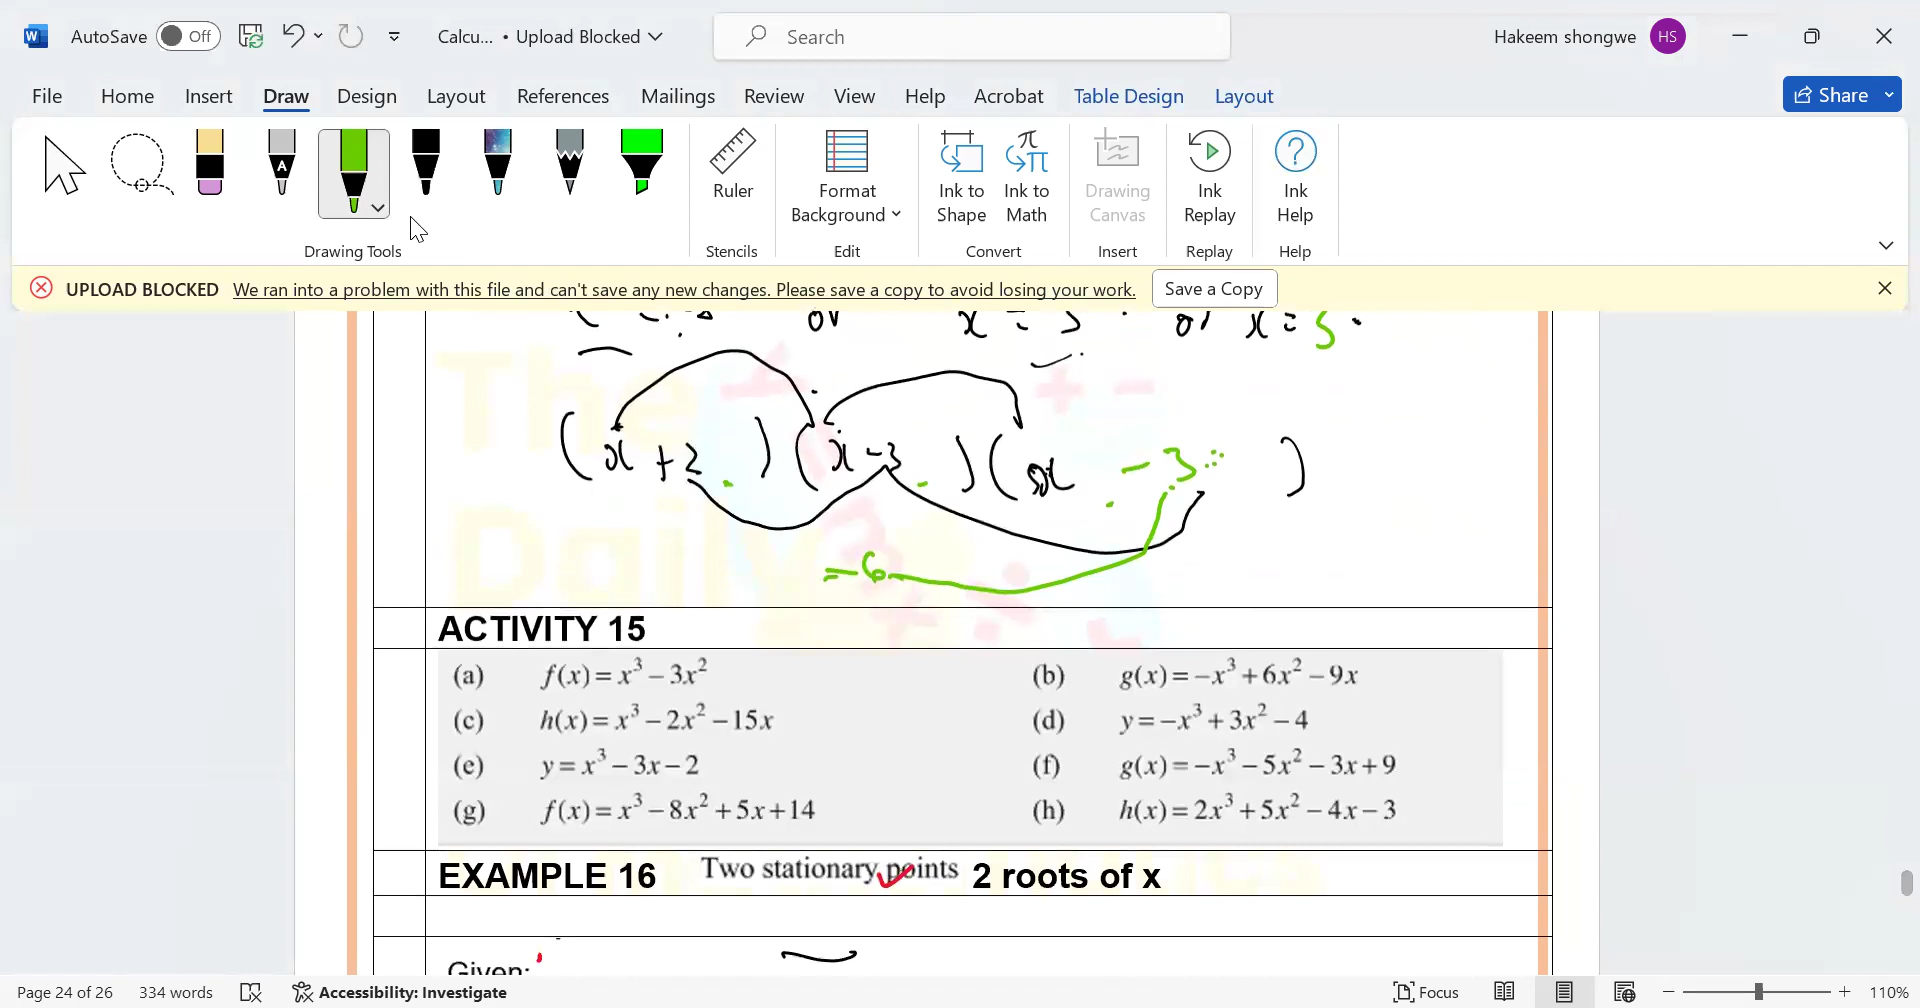 AutoSave Off Calcu... • Upload Blocked Search Hakeem shongwe HS
File Home Insert Draw Design Layout References Mailings Review View Help Acrobat Table Design Layout Share
A
Ruler Format Background Ink to Shape Ink to Math Drawing Canvas Ink Replay Ink Help
Drawing Tools Stencils Edit Convert Insert Replay Help
UPLOAD BLOCKED We ran into a problem with this file and can't save any new changes. Please save a copy to avoid losing your work. Save a Copy
or x = 3 or x = 3
(x + 2 )(x - 3 )(x - 3 )
= -6
The
Daily
ACTIVITY 15
(a) f(x) = x³ – 3x² (b) g(x) = –x³ + 6x² – 9x
(c) h(x) = x³ – 2x² – 15x (d) y = –x³ + 3x² – 4
(e) y = x³ – 3x – 2 (f) g(x) = –x³ – 5x² – 3x + 9
(g) f(x) = x³ – 8x² + 5x + 14 (h) h(x) = 2x³ + 5x² – 4x – 3
EXAMPLE 16 Two stationary points 2 roots of x
Given:
Page 24 of 26 334 words Accessibility: Investigate Focus 110%